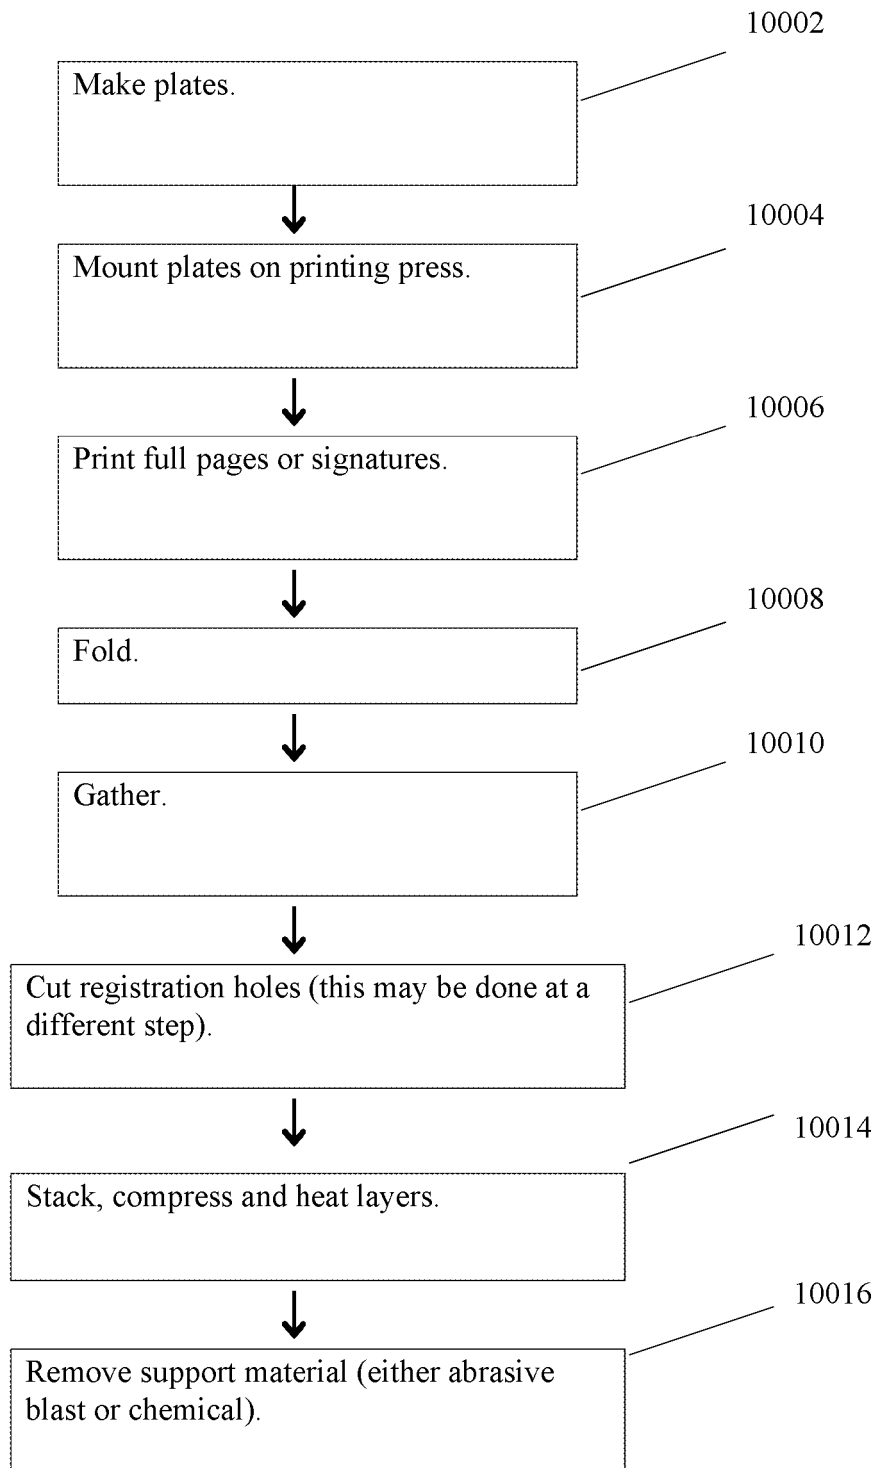 10002
Make plates.
10004
Mount plates on printing press.
10006
Print full pages or signatures.
10008
Fold.
10010
Gather.
10012
Cut registration holes (this may be done at a
different step).
10014
Stack, compress and heat layers.
10016
Remove support material (either abrasive
blast or chemical).